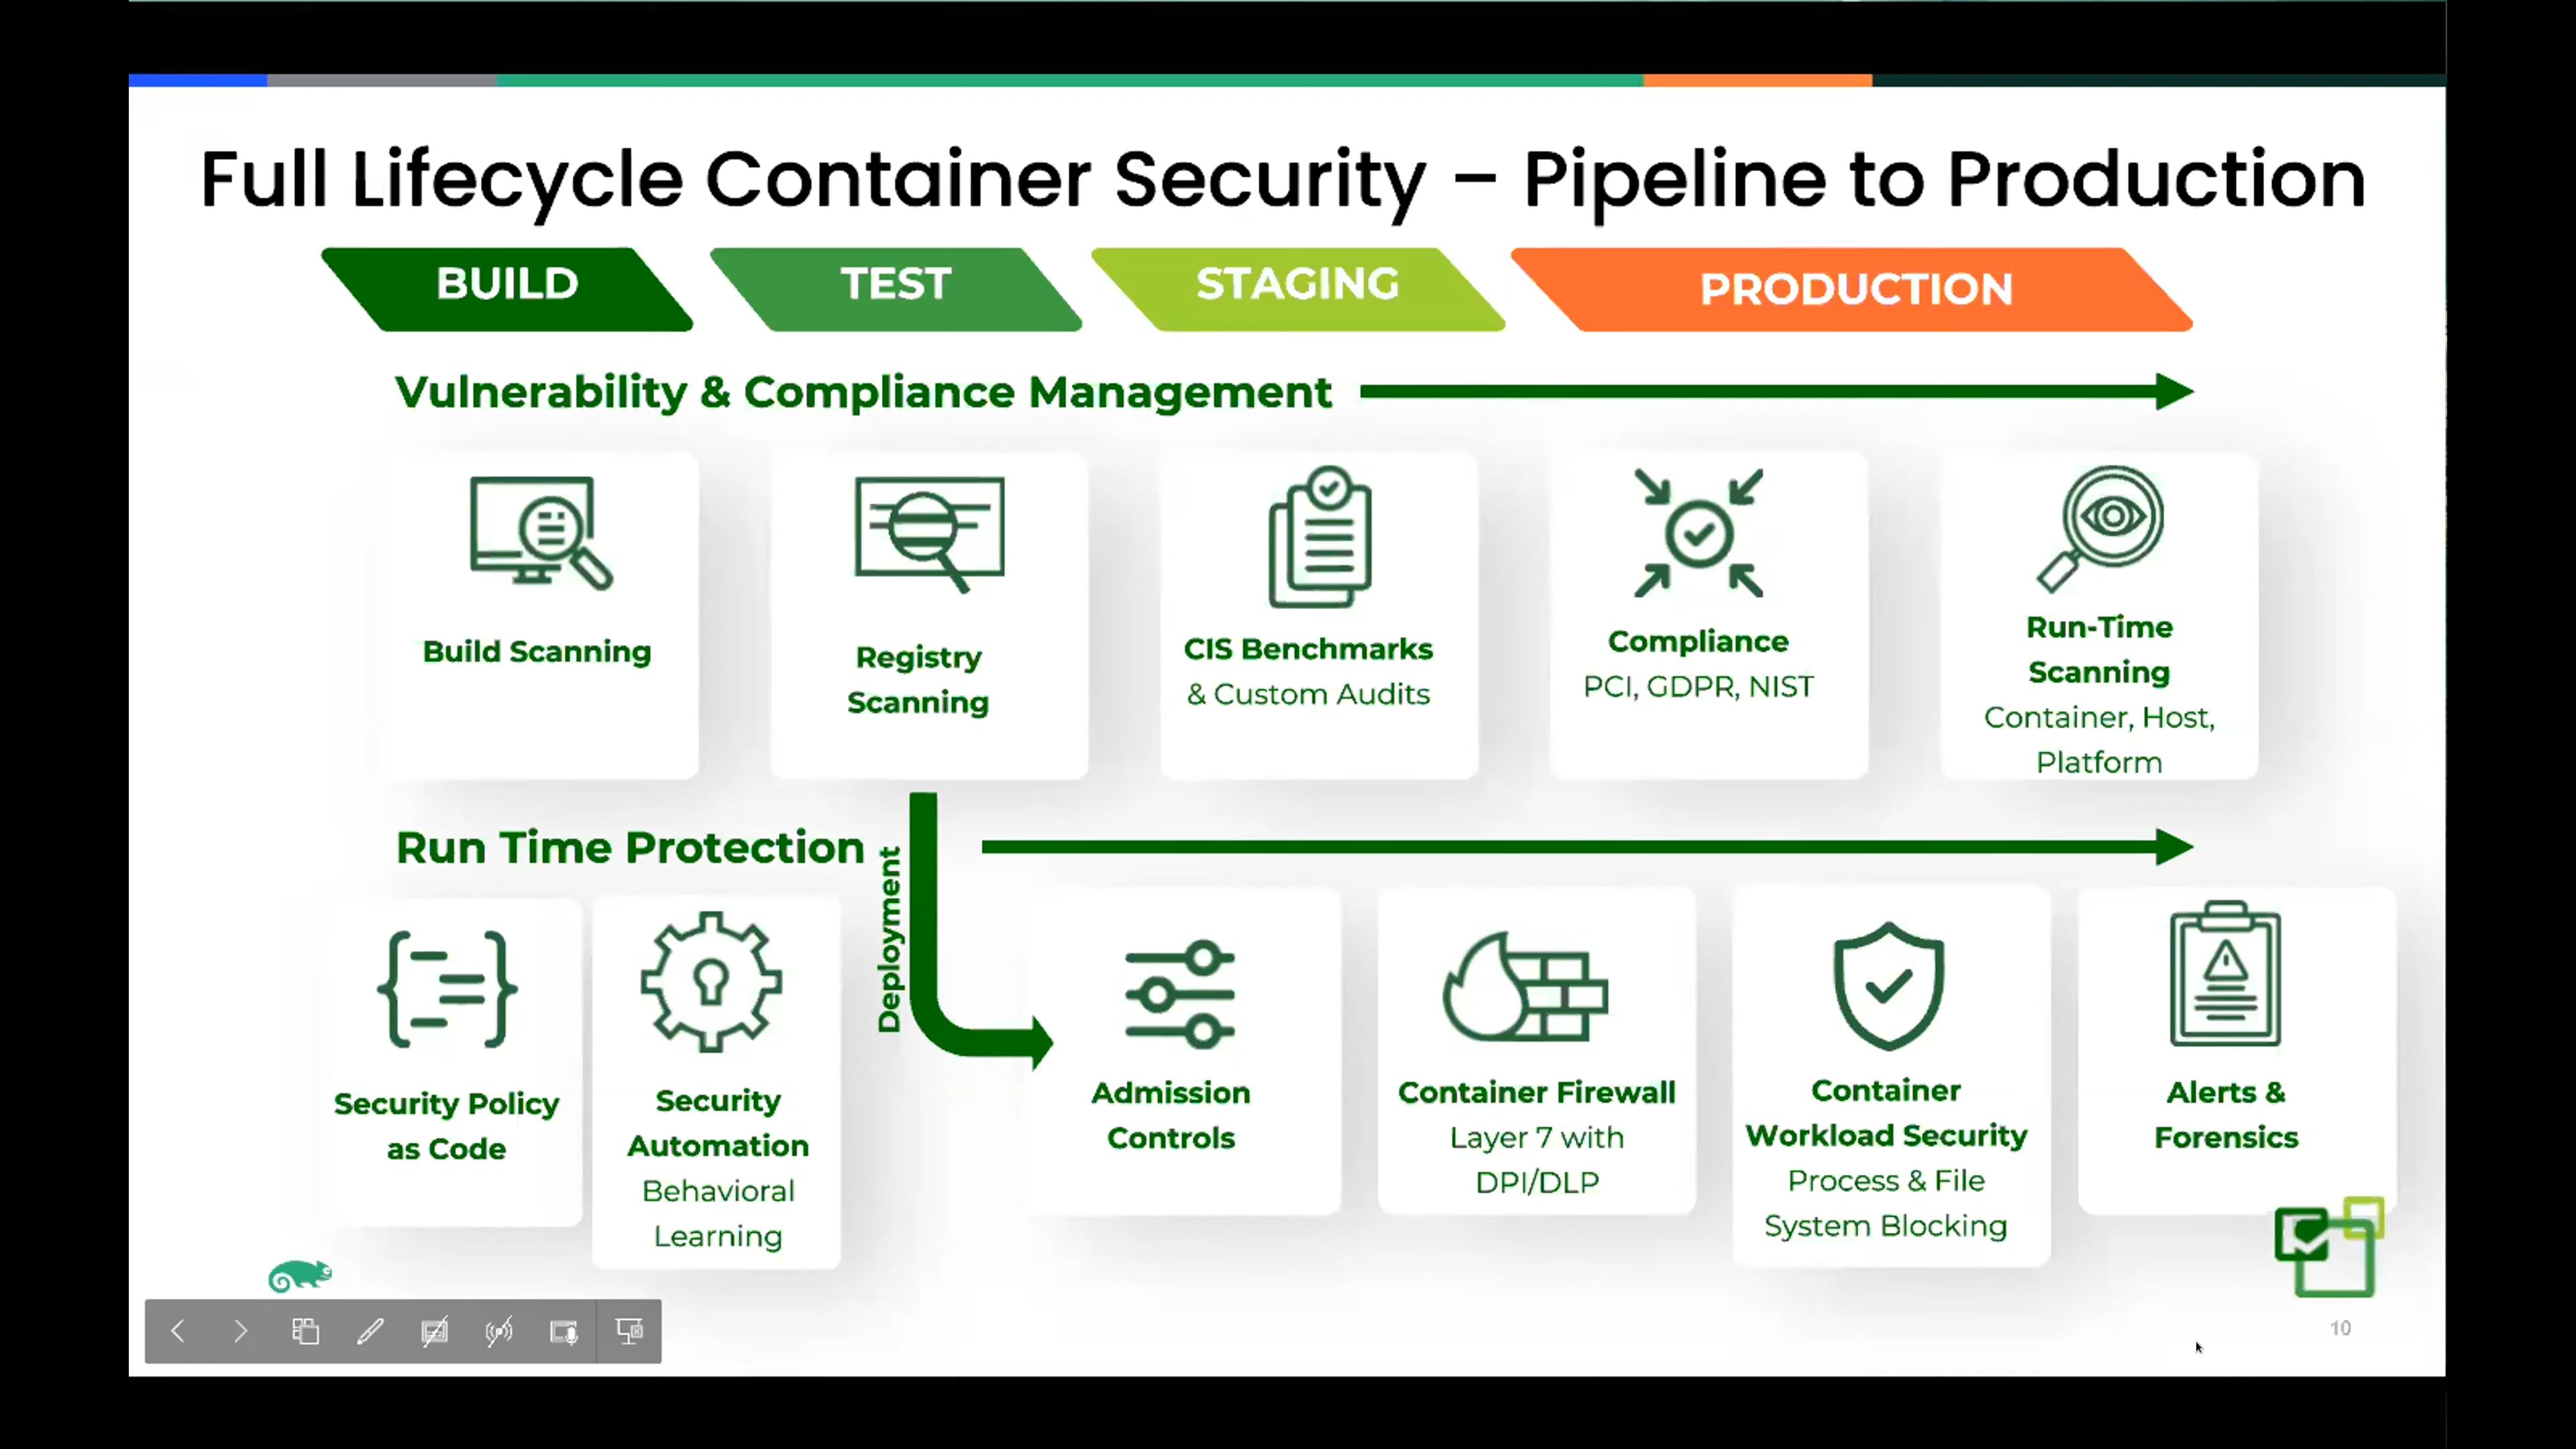 Full Lifecycle Container Security – Pipeline to Production
BUILD
TEST
STAGING
PRODUCTION
Vulnerability & Compliance Management
Build Scanning
Registry
Scanning
CIS Benchmarks
& Custom Audits
Compliance
PCI, GDPR, NIST
Run-Time
Scanning
Container, Host,
Platform
Run Time Protection
Deployment
Security Policy
as Code
Security
Automation
Behavioral
Learning
Admission
Controls
Container Firewall
Layer 7 with
DPI/DLP
Container
Workload Security
Process & File
System Blocking
Alerts &
Forensics
10